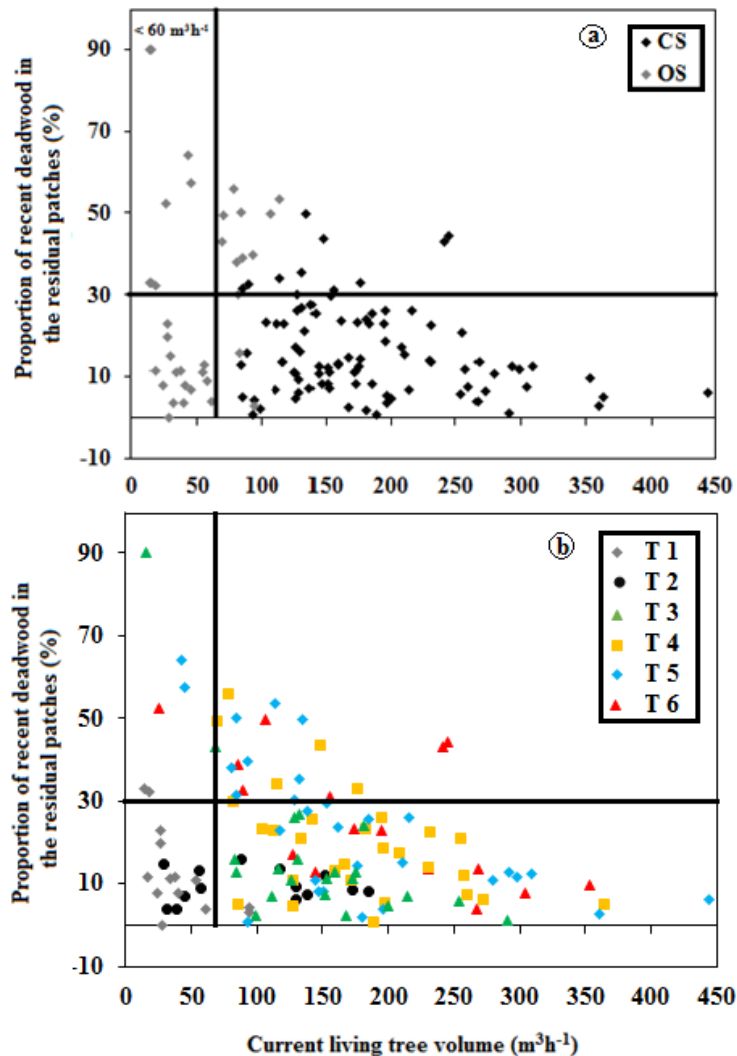 < 60 m³h⁻¹
a
CS
OS
90
70
50
30
10
-10
0 50 100 150 200 250 300 350 400 450
Proportion of recent deadwood in
the residual patches (%)
b
T 1
T 2
T 3
T 4
T 5
T 6
90
70
50
30
10
-10
0 50 100 150 200 250 300 350 400 450
Proportion of recent deadwood in
the residual patches (%)
Current living tree volume (m³h⁻¹)